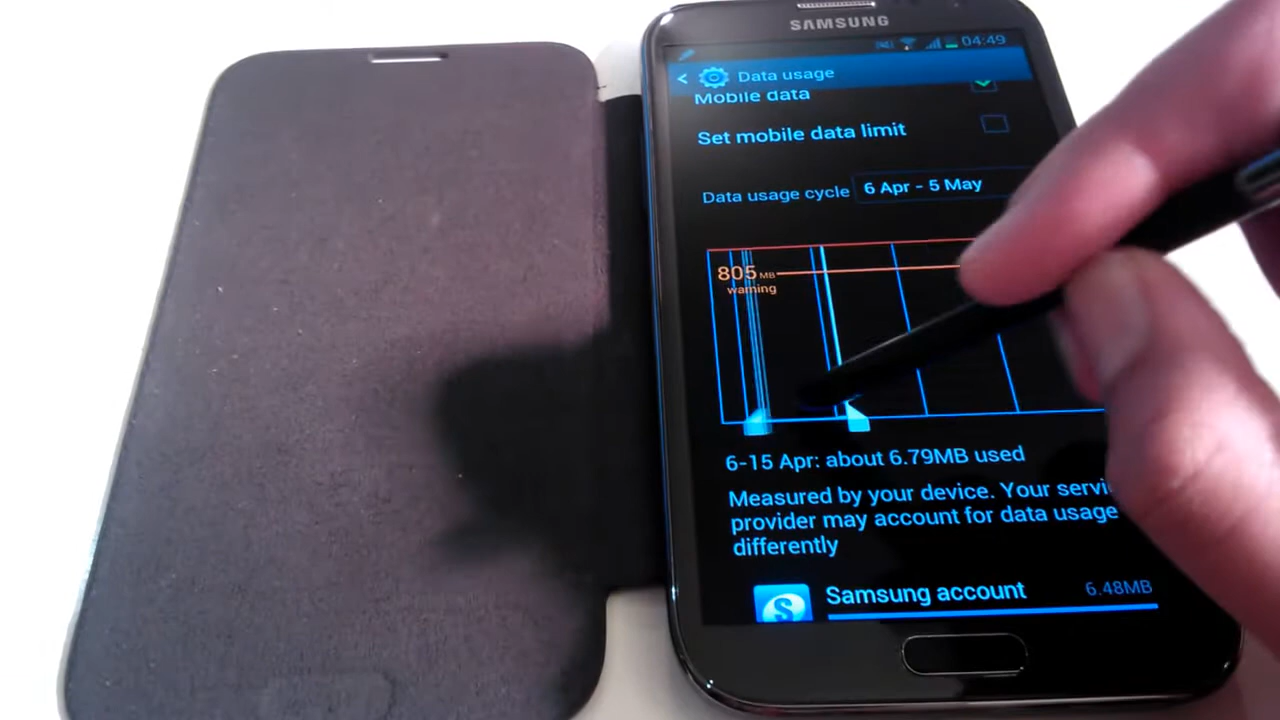 SAMSUNG
04:49
Data usage
Mobile data
Set mobile data limit
Data usage cycle 6 Apr - 5 May
805 MB
warning
6-15 Apr: about 6.79MB used
Measured by your device. Your
provider may account for data usage
differently
Samsung account 6.48MB
S